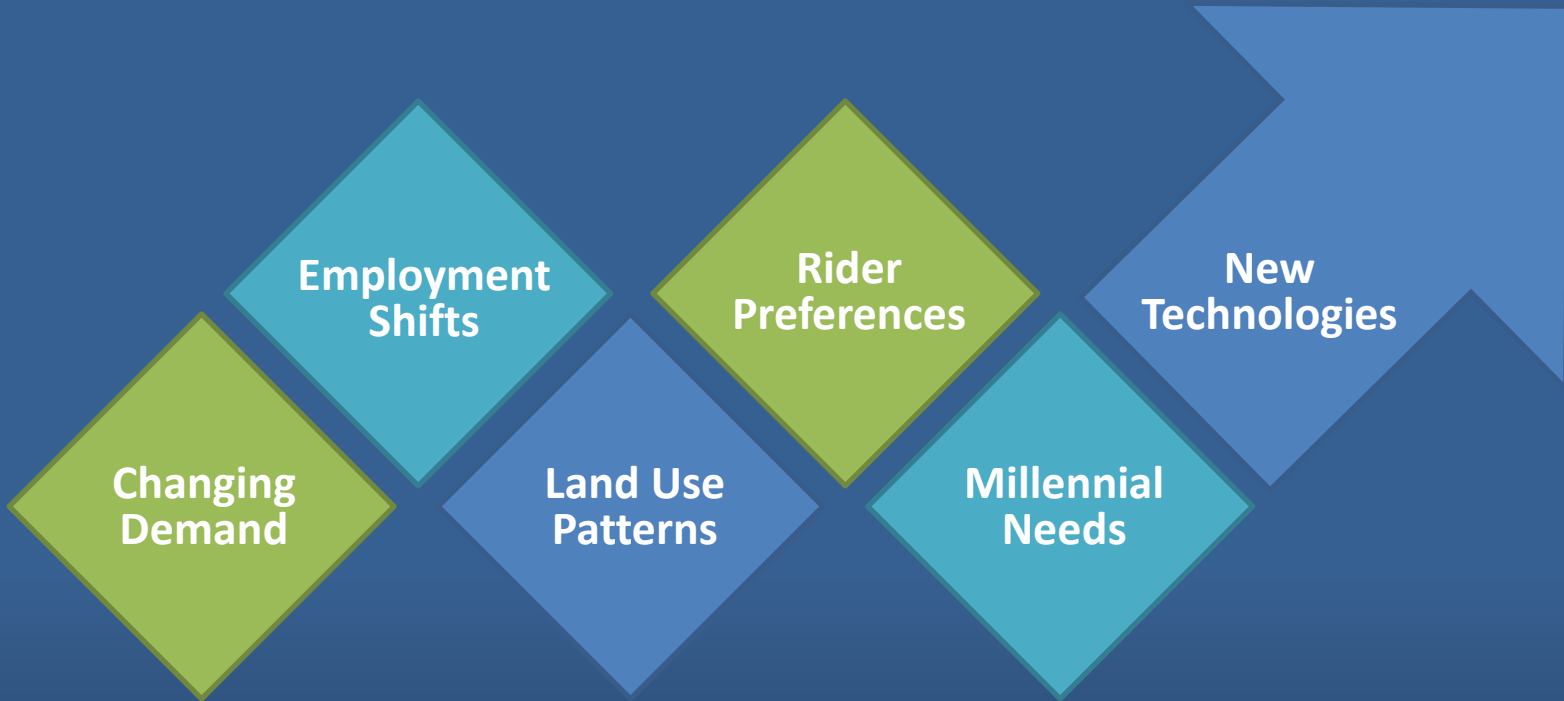 Changing
Demand
Employment
Shifts
Land Use
Patterns
Rider
Preferences
Millennial
Needs
New
Technologies